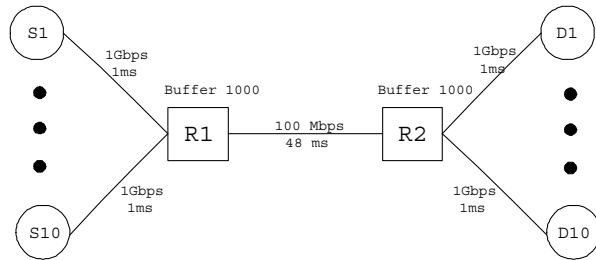 S1
D1
1Gbps
1ms
1Gbps
1ms
Buffer 1000
Buffer 1000
R1
100 Mbps
48 ms
R2
1Gbps
1ms
1Gbps
1ms
S10
D10